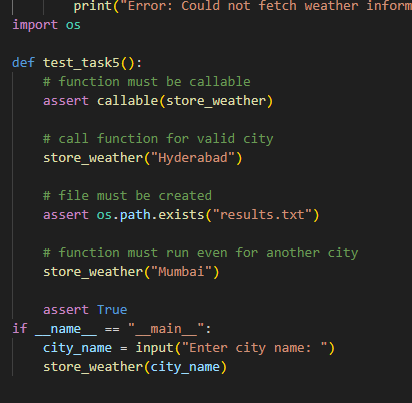 print("Error: Could not fetch weather inform
import os
def test_task5():
# function must be callable
assert callable(store_weather)
# call function for valid city
store_weather("Hyderabad")
# file must be created
assert os.path.exists("results.txt")
# function must run even for another city
store_weather("Mumbai")
assert True
if __name__ == "__main__":
city_name = input("Enter city name: ")
store_weather(city_name)